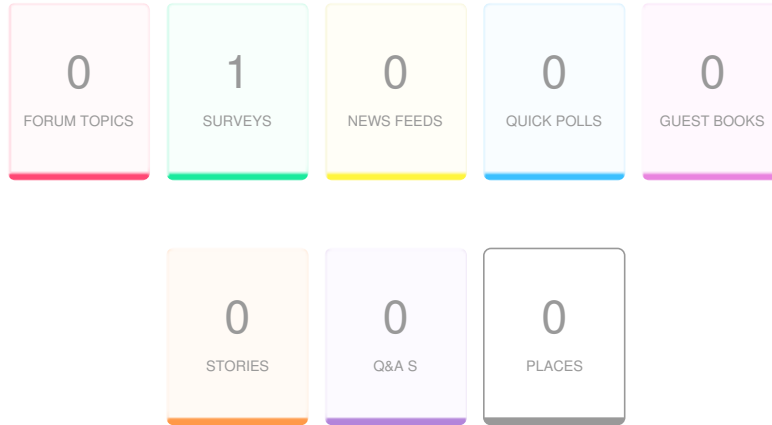 0 1 0 0 0
FORUM TOPICS SURVEYS NEWS FEEDS QUICK POLLS GUEST BOOKS
0 0 0
STORIES Q&A S PLACES